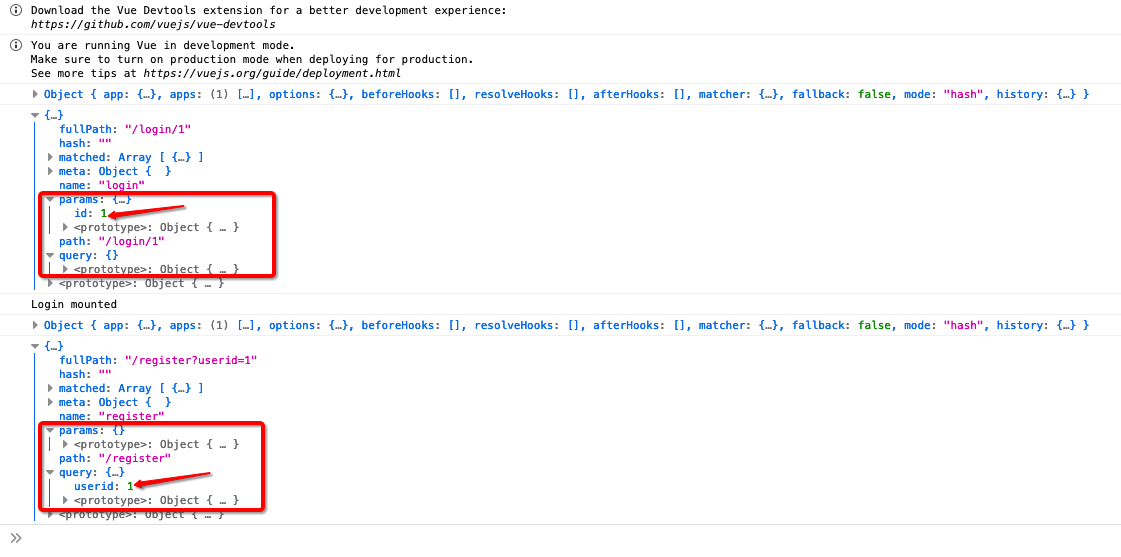 Download the Vue Devtools extension for a better development experience:
https://github.com/vuejs/vue-devtools
You are running Vue in development mode.
Make sure to turn on production mode when deploying for production.
See more tips at https://vuejs.org/guide/deployment.html
Object { app: {…}, apps: (1) […], options: {…}, beforeHooks: [], resolveHooks: [], afterHooks: [], matcher: {…}, fallback: false, mode: "hash", history: {…} }
{…}
fullPath: "/login/1"
hash: ""
matched: Array [ {…} ]
meta: Object {  }
name: "login"
params: {…}
id: 1
<prototype>: Object { … }
path: "/login/1"
query: {}
<prototype>: Object { … }
<prototype>: Object { … }
Login mounted
Object { app: {…}, apps: (1) […], options: {…}, beforeHooks: [], resolveHooks: [], afterHooks: [], matcher: {…}, fallback: false, mode: "hash", history: {…} }
{…}
fullPath: "/register?userid=1"
hash: ""
matched: Array [ {…} ]
meta: Object {  }
name: "register"
params: {}
<prototype>: Object { … }
path: "/register"
query: {…}
userid: 1
<prototype>: Object { … }
<prototype>: Object { … }